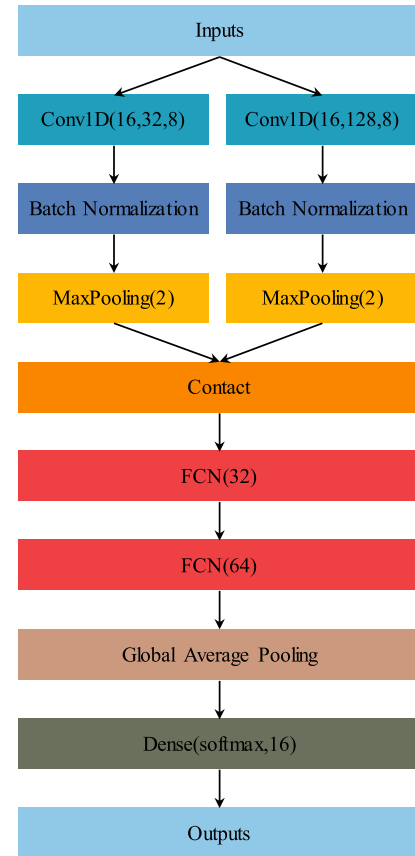 Inputs
Conv1D(16,32,8)
Conv1D(16,128,8)
Batch Normalization
Batch Normalization
MaxPooling(2)
MaxPooling(2)
Contact
FCN(32)
FCN(64)
Global Average Pooling
Dense(softmax,16)
Outputs